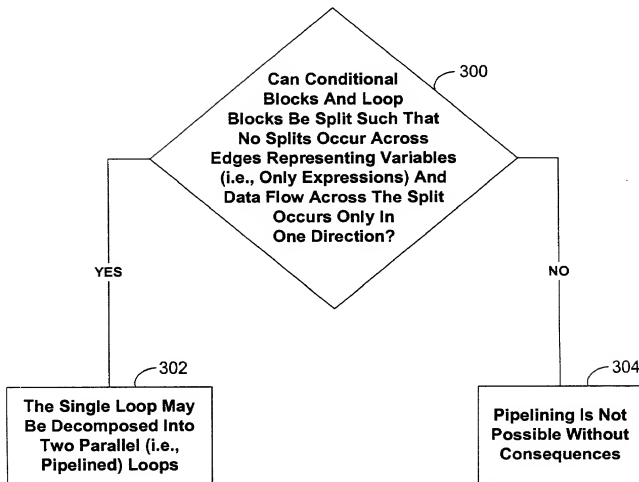 Can Conditional
Blocks And Loop
Blocks Be Split Such That
No Splits Occur Across
Edges Representing Variables
(i.e., Only Expressions) And
Data Flow Across The Split
Occurs Only In
One Direction?
300
YES
NO
302
The Single Loop May
Be Decomposed Into
Two Parallel (i.e.,
Pipelined) Loops
304
Pipelining Is Not
Possible Without
Consequences